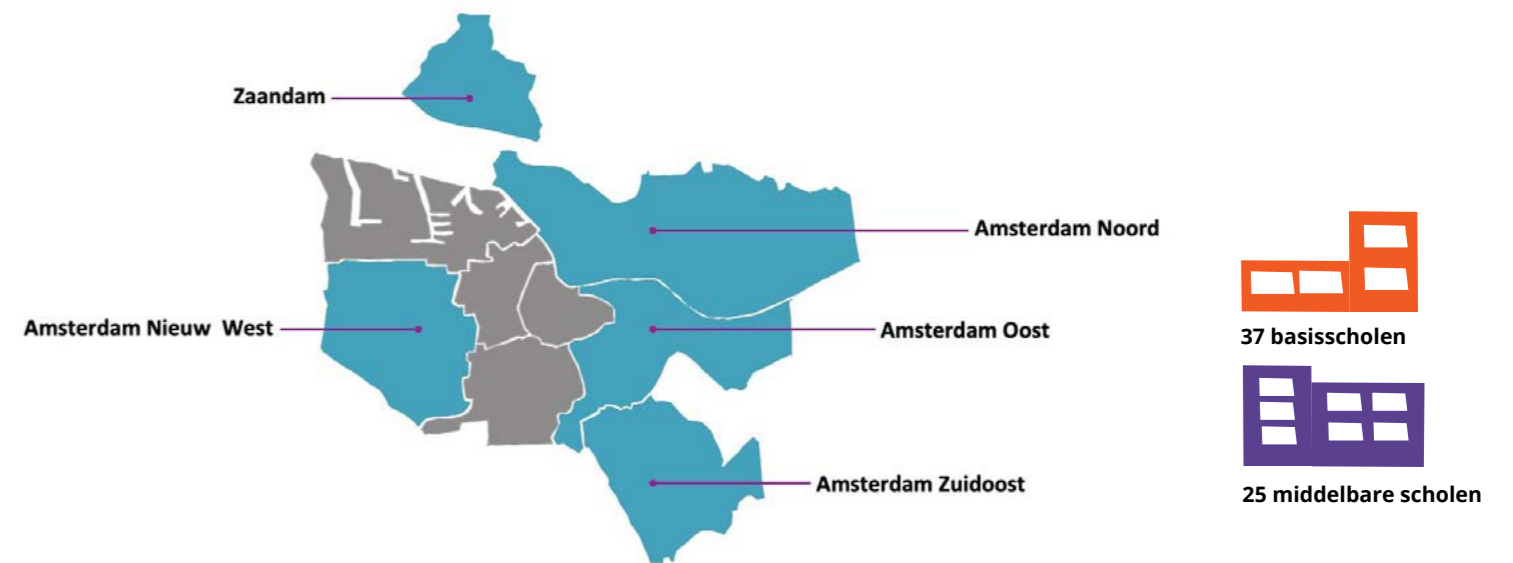 Zaandam
Amsterdam Noord
Amsterdam Nieuw West
Amsterdam Oost
Amsterdam Zuidoost
37 basisscholen
25 middelbare scholen